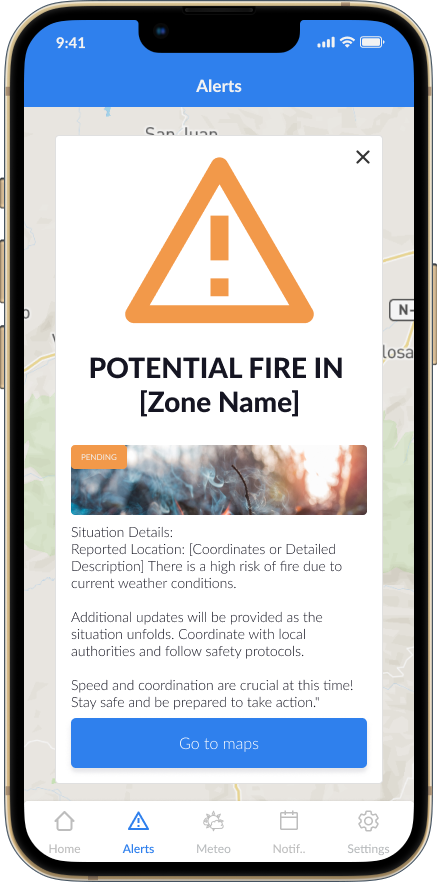 9:41
Alerts
San Juan
N-
losa
POTENTIAL FIRE IN
[Zone Name]
PENDING
Situation Details:
Reported Location: [Coordinates or Detailed
Description] There is a high risk of fire due to
current weather conditions.
Additional updates will be provided as the
situation unfolds. Coordinate with local
authorities and follow safety protocols.
Speed and coordination are crucial at this time!
Stay safe and be prepared to take action."
Go to maps
Home
Alerts
Meteo
Notif..
Settings